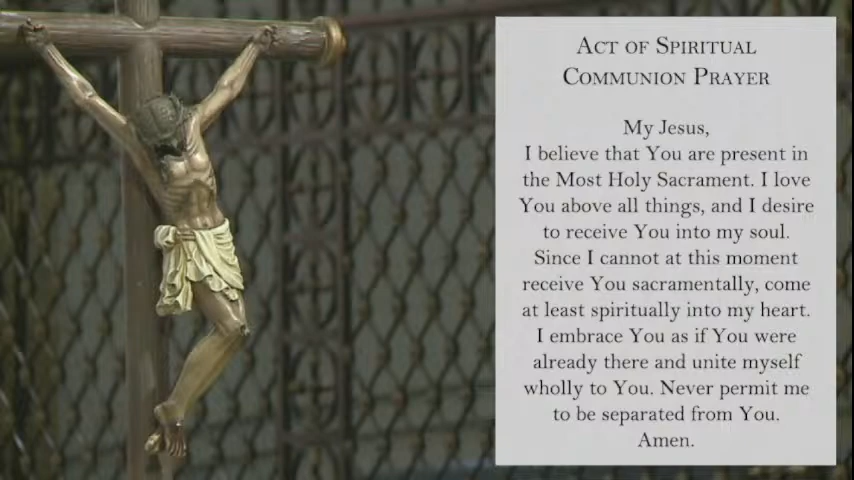 Act of Spiritual
Communion Prayer
My Jesus,
I believe that You are present in
the Most Holy Sacrament. I love
You above all things, and I desire
to receive You into my soul.
Since I cannot at this moment
receive You sacramentally, come
at least spiritually into my heart.
I embrace You as if You were
already there and unite myself
wholly to You. Never permit me
to be separated from You.
Amen.